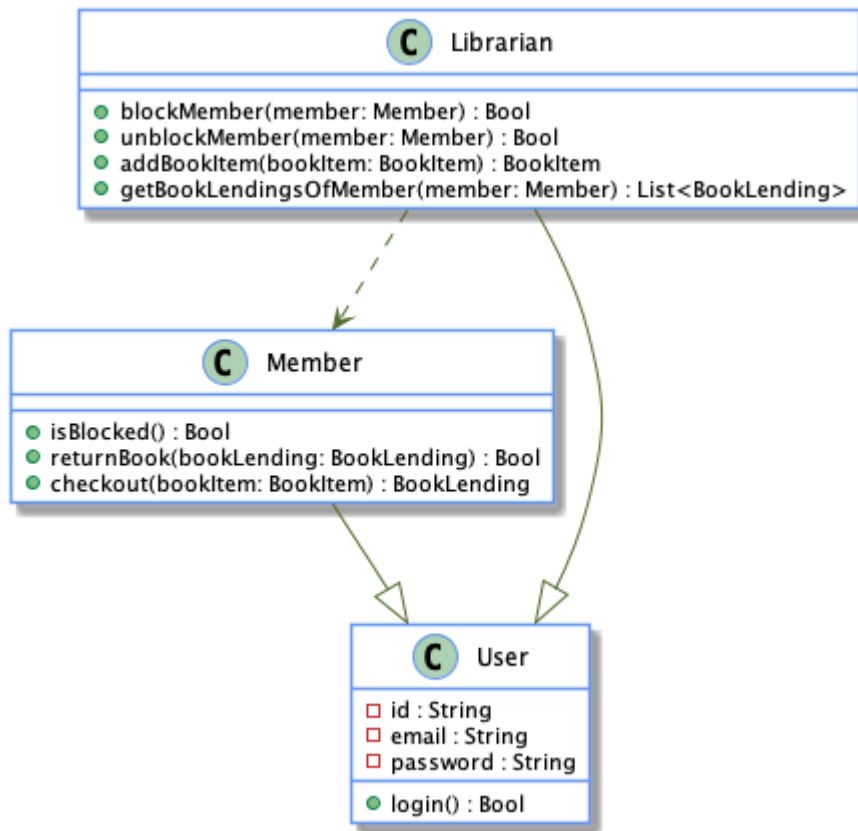 C Librarian
blockMember(member: Member) : Bool
unblockMember(member: Member) : Bool
addBookItem(bookItem: BookItem) : BookItem
getBookLendingsOfMember(member: Member) : List<BookLending>
C Member
isBlocked() : Bool
returnBook(bookLending: BookLending) : Bool
checkout(bookItem: BookItem) : BookLending
C User
id : String
email : String
password : String
login() : Bool